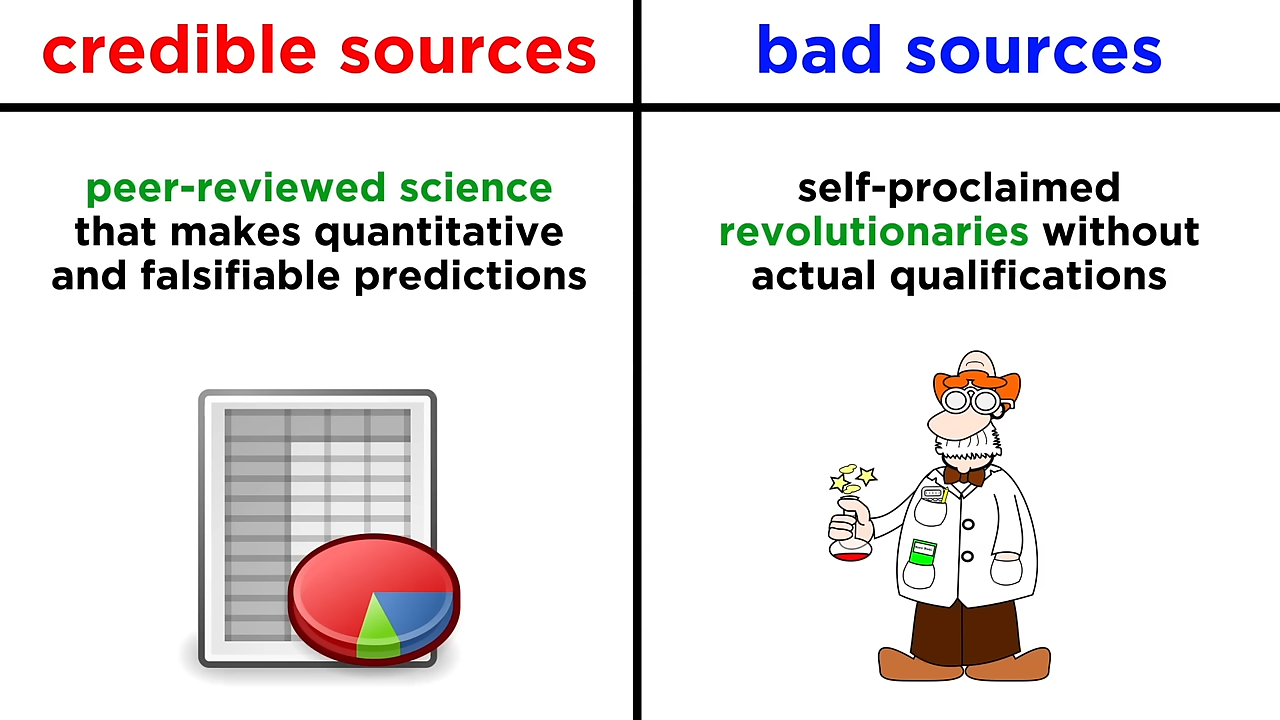 credible sources
bad sources
peer-reviewed science
that makes quantitative
and falsifiable predictions
self-proclaimed
revolutionaries without
actual qualifications